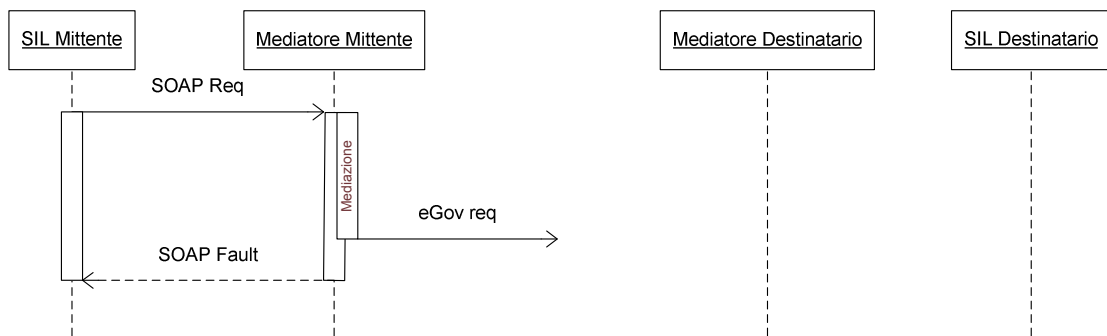 SIL Mittente
Mediatore Mittente
Mediatore Destinatario
SIL Destinatario
SOAP Req
Mediazione
eGov req
SOAP Fault